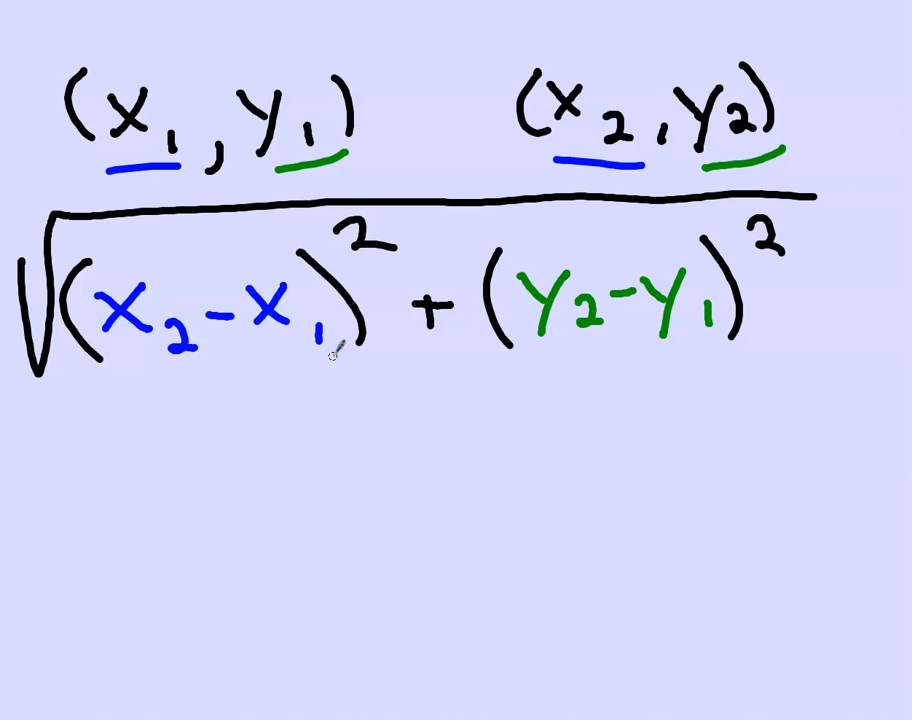 (X₁, Y₁) (X₂, Y₂)
√((X₂-X₁)² + (Y₂-Y₁)²)